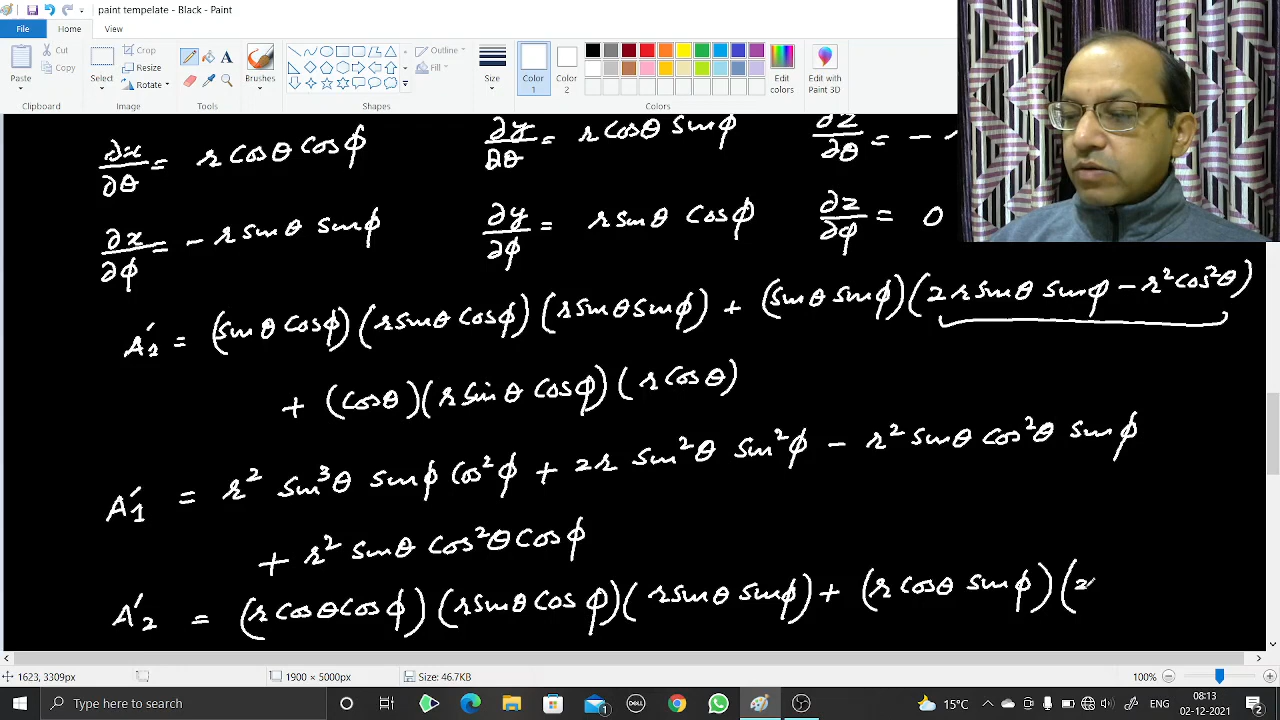 paint tempelate - Black - Paint
File Home View
Paste Cut Copy Clipboard
Select Crop Resize Rotate Image
Tools
Brushes
Shapes Outline Fill
Size
Color 1 Color 2 Edit colors Colors
Edit with Paint 3D
∂x/∂θ = r cosθ cosϕ ∂y/∂θ = r cosθ sinϕ ∂z/∂θ = -
∂x/∂ϕ = - r sinθ sinϕ ∂y/∂ϕ = r sinθ cosϕ ∂z/∂ϕ = 0
A'₁ = (sinθ cosϕ)(r sinθ cosϕ)(r sinθ sinϕ) + (sinθ sinϕ)(2 r sinθ sinϕ - r² cos²θ)
+ (cosθ)(r sinθ cosϕ)(r cosθ)
A'₁ = r² sin³θ sinϕ cos²ϕ + 2r sin²θ sin²ϕ - r² sinθ cos²θ sinϕ
+ r² sinθ cos²θ cosϕ
A'₂ = (r cosθ cosϕ)(r sinθ cosϕ)(r sinθ sinϕ) + (r cosθ sinϕ)(2
1623, 3309px 1900 × 5000px Size: 46.7KB 100%
Type here to search DELL 1 15°C ENG 08:13 02-12-2021 2